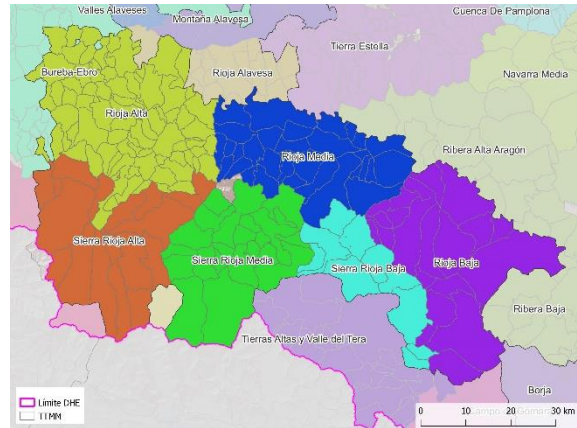 Valles Alaveses
Montaña Alavesa
Cuenca De Pamplona
Tierra Estella
Bureba-Ebro
Rioja Alavesa
Navarra Media
Rioja Alta
Rioja Media
Ribera Alta Aragón
Sierra Rioja Alta
Sierra Rioja Media
Sierra Rioja Baja
Rioja Baja
Ribera Baja
Tierras Altas y Valle del Tera
Borja
Límite DHE
TTMM
0 10 20 30 km